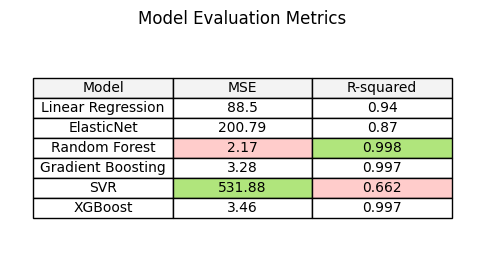 Model Evaluation Metrics
Model MSE R-squared
Linear Regression 88.5 0.94
ElasticNet 200.79 0.87
Random Forest 2.17 0.998
Gradient Boosting 3.28 0.997
SVR 531.88 0.662
XGBoost 3.46 0.997